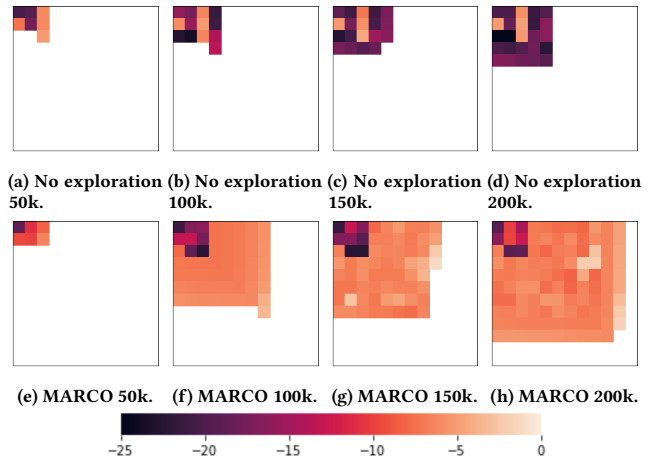 (a) No exploration (b) No exploration (c) No exploration (d) No exploration
50k. 100k. 150k. 200k.
(e) MARCO 50k. (f) MARCO 100k. (g) MARCO 150k. (h) MARCO 200k.
−25 −20 −15 −10 −5 0